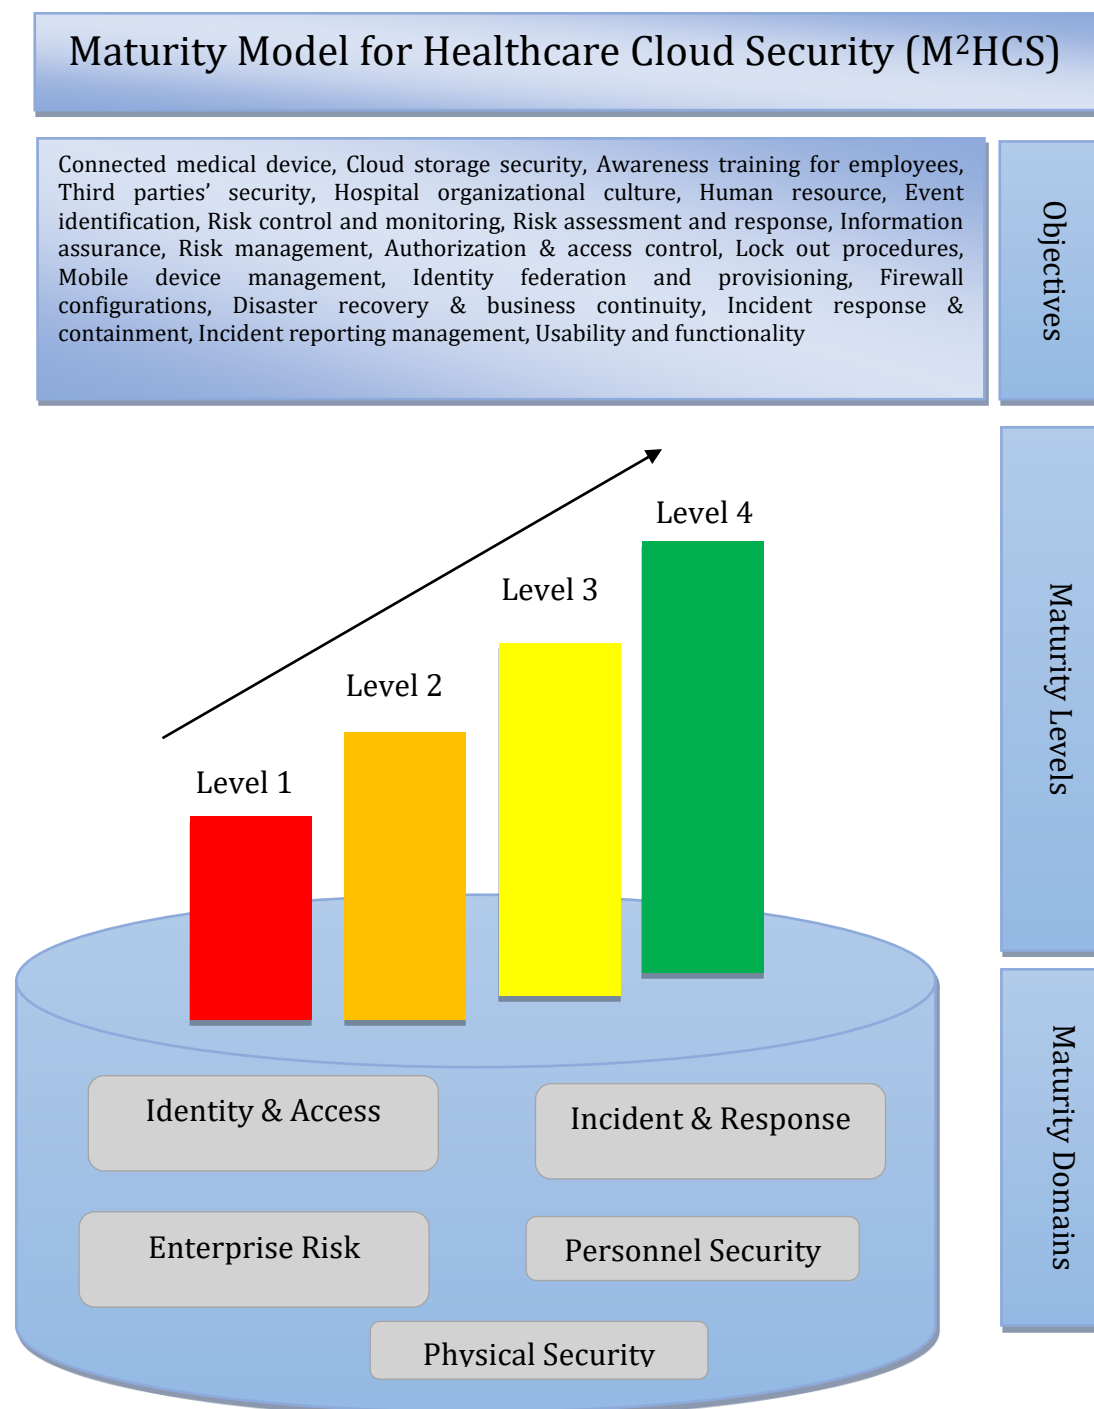 Maturity Model for Healthcare Cloud Security (M²HCS)
Connected medical device, Cloud storage security, Awareness training for employees,
Third parties’ security, Hospital organizational culture, Human resource, Event
identification, Risk control and monitoring, Risk assessment and response, Information
assurance, Risk management, Authorization & access control, Lock out procedures,
Mobile device management, Identity federation and provisioning, Firewall
configurations, Disaster recovery & business continuity, Incident response &
containment, Incident reporting management, Usability and functionality
Objectives
Level 4
Level 3
Level 2
Level 1
Maturity Levels
Identity & Access
Incident & Response
Enterprise Risk
Personnel Security
Physical Security
Maturity Domains